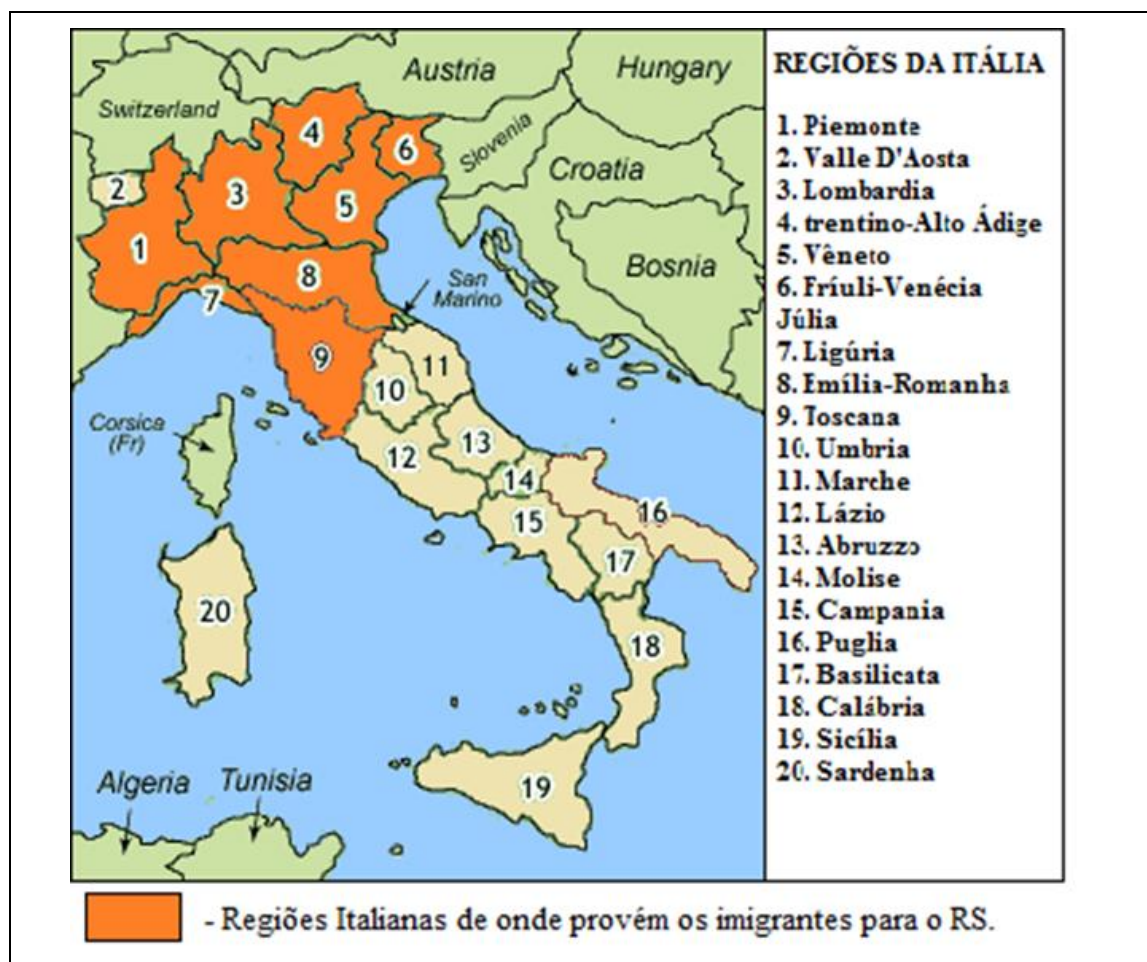 Austria
Hungary
Switzerland
Slovenia
Croatia
Bosnia
San
Marino
Corsica
(Fr)
Algeria
Tunisia
1
2
3
4
5
6
7
8
9
10
11
12
13
14
15
16
17
18
19
20
REGIÕES DA ITÁLIA
1. Piemonte
2. Valle D'Aosta
3. Lombardia
4. trentino-Alto Ádige
5. Vêneto
6. Fríuli-Venécia
Júlia
7. Ligúria
8. Emília-Romanha
9. Toscana
10. Umbria
11. Marche
12. Lázio
13. Abruzzo
14. Molise
15. Campania
16. Puglia
17. Basilicata
18. Calábria
19. Sicília
20. Sardenha
- Regiões Italianas de onde provém os imigrantes para o RS.